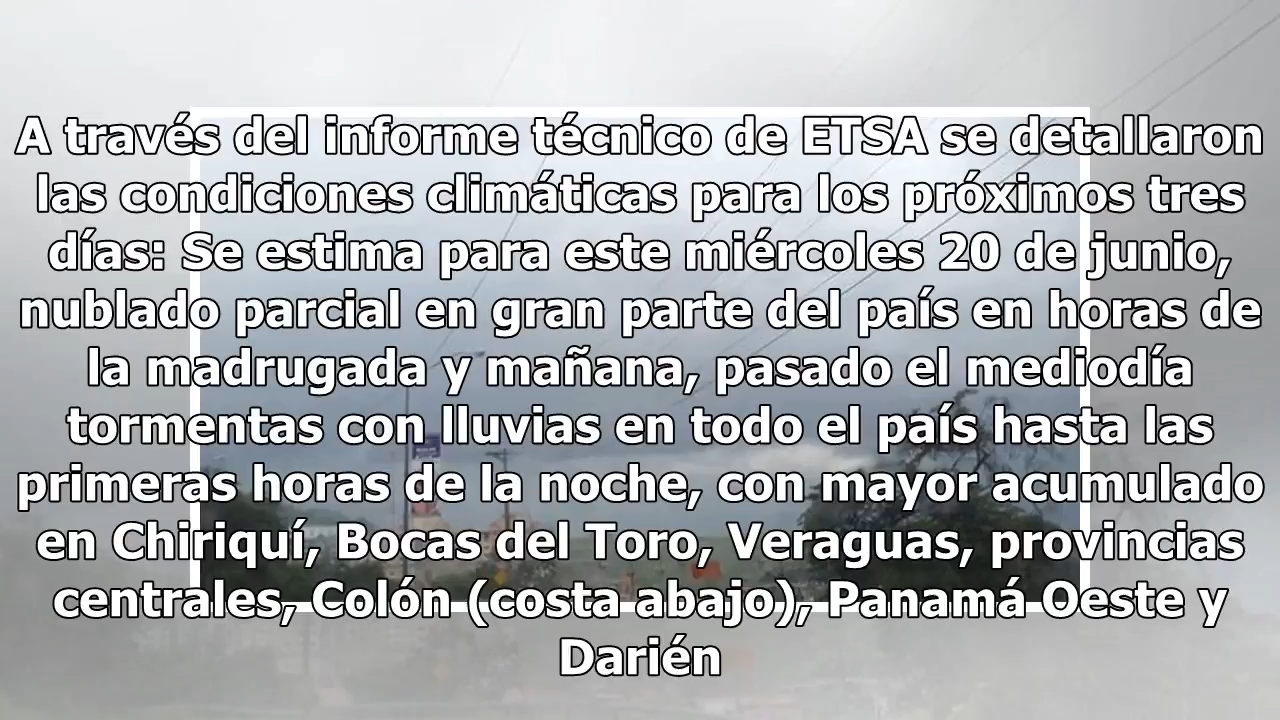 A través del informe técnico de ETSA se detallaron
las condiciones climáticas para los próximos tres
días: Se estima para este miércoles 20 de junio,
nublado parcial en gran parte del país en horas de
la madrugada y mañana, pasado el mediodía
tormentas con lluvias en todo el país hasta las
primeras horas de la noche, con mayor acumulado
en Chiriquí, Bocas del Toro, Veraguas, provincias
centrales, Colón (costa abajo), Panamá Oeste y
Darién